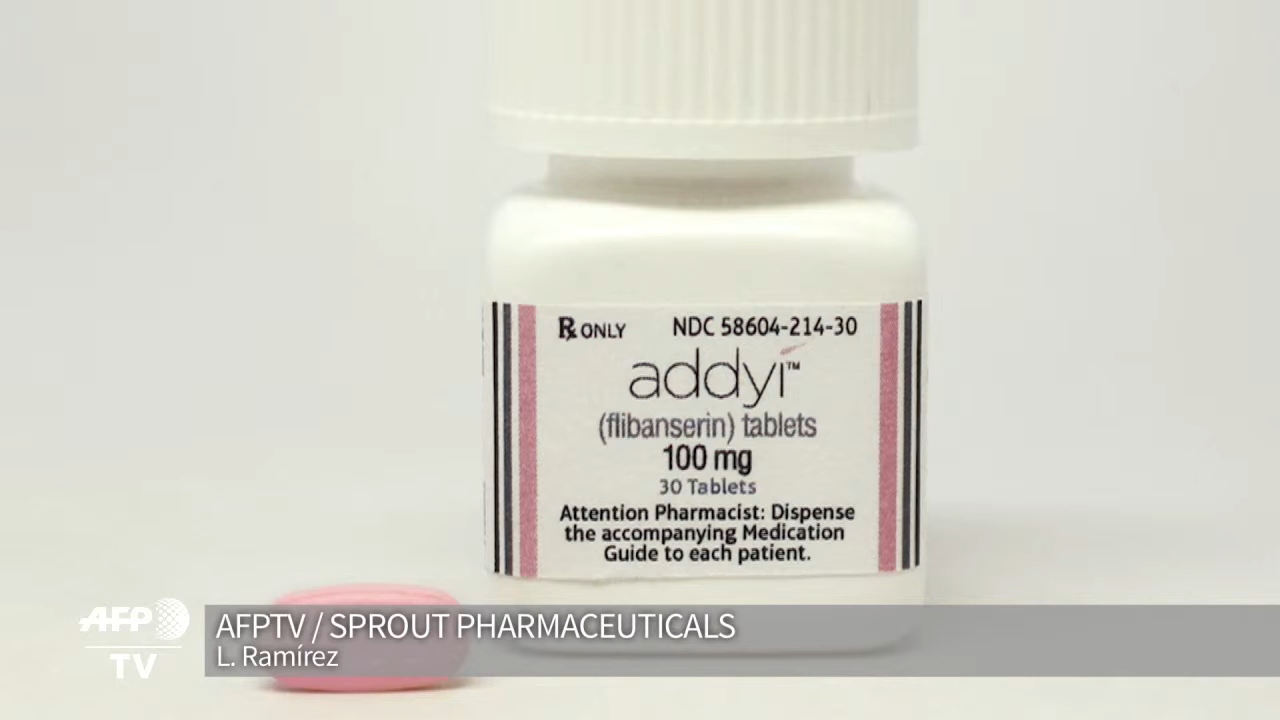 ℞ ONLY NDC 58604-214-30
addyi™
(flibanserin) tablets
100 mg
30 Tablets
Attention Pharmacist: Dispense
the accompanying Medication
Guide to each patient.
AFP
TV
AFPTV / SPROUT PHARMACEUTICALS
L. Ramírez